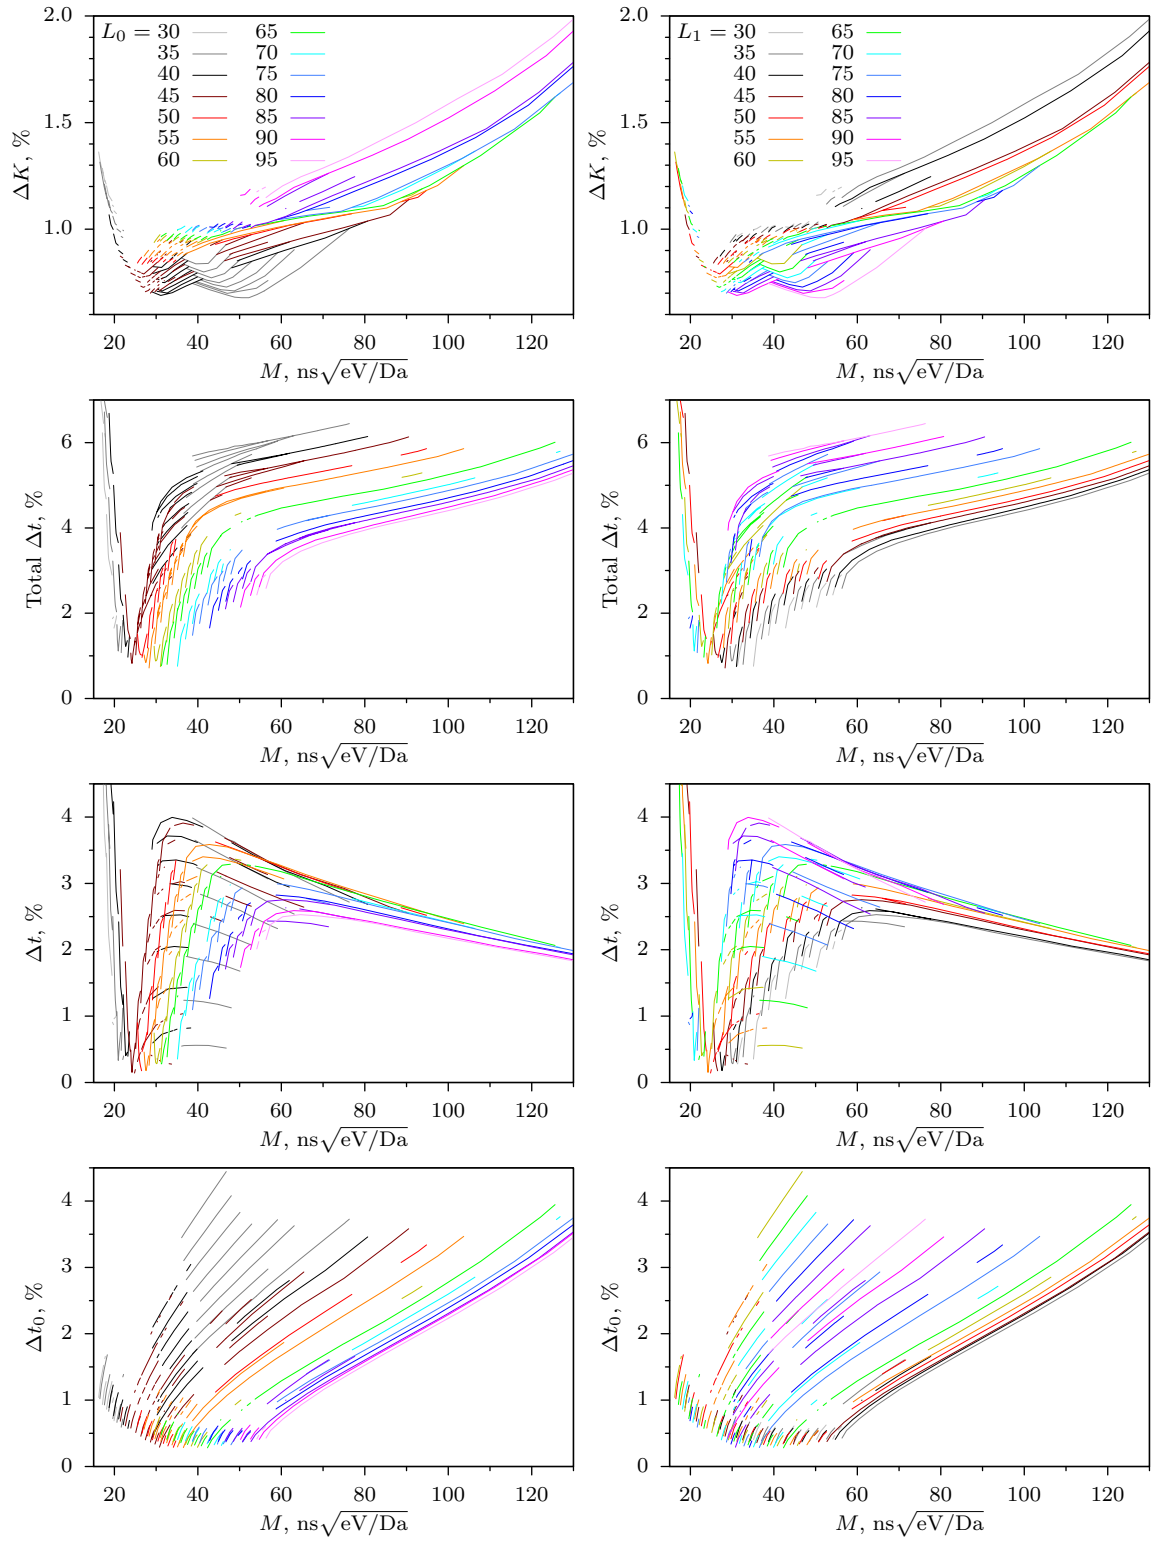 2.0
1.5
1.0
ΔK, %
L₀ = 30 65
35 70
40 75
45 80
50 85
55 90
60 95
20 40 60 80 100 120
M, ns√eV/Da
2.0
1.5
1.0
ΔK, %
L₁ = 30 65
35 70
40 75
45 80
50 85
55 90
60 95
20 40 60 80 100 120
M, ns√eV/Da
6
4
2
0
Total Δt, %
20 40 60 80 100 120
M, ns√eV/Da
6
4
2
0
Total Δt, %
20 40 60 80 100 120
M, ns√eV/Da
4
3
2
1
0
Δt, %
20 40 60 80 100 120
M, ns√eV/Da
4
3
2
1
0
Δt, %
20 40 60 80 100 120
M, ns√eV/Da
4
3
2
1
0
Δt₀, %
20 40 60 80 100 120
M, ns√eV/Da
4
3
2
1
0
Δt₀, %
20 40 60 80 100 120
M, ns√eV/Da